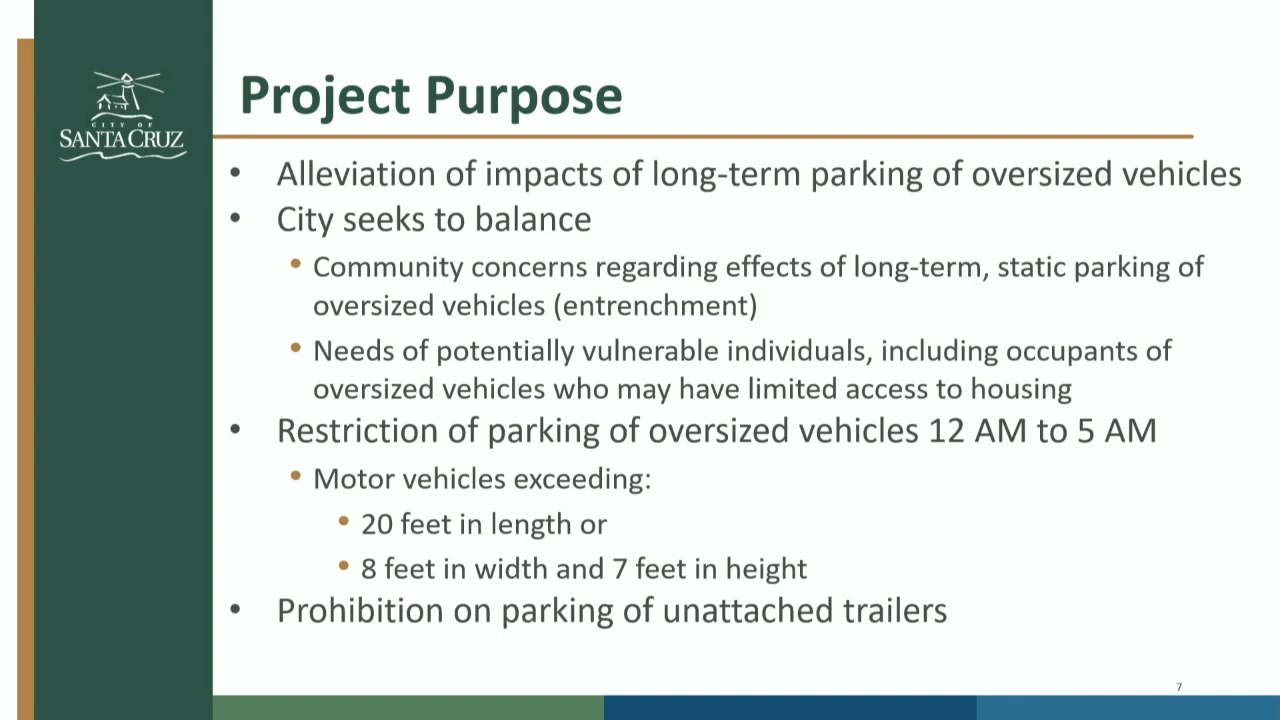 CITY OF
SANTA CRUZ
Project Purpose
• Alleviation of impacts of long-term parking of oversized vehicles
• City seeks to balance
• Community concerns regarding effects of long-term, static parking of
oversized vehicles (entrenchment)
• Needs of potentially vulnerable individuals, including occupants of
oversized vehicles who may have limited access to housing
• Restriction of parking of oversized vehicles 12 AM to 5 AM
• Motor vehicles exceeding:
• 20 feet in length or
• 8 feet in width and 7 feet in height
• Prohibition on parking of unattached trailers
7